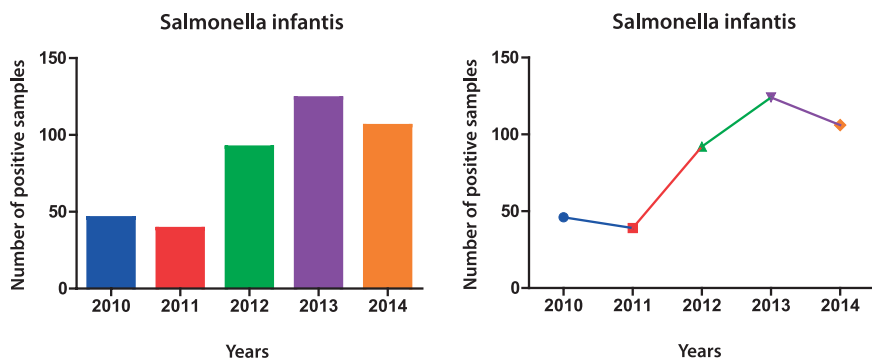 Salmonella infantis
Number of positive samples
150
100
50
0
2010 2011 2012 2013 2014
Years
Salmonella infantis
Number of positive samples
150
100
50
0
2010 2011 2012 2013 2014
Years